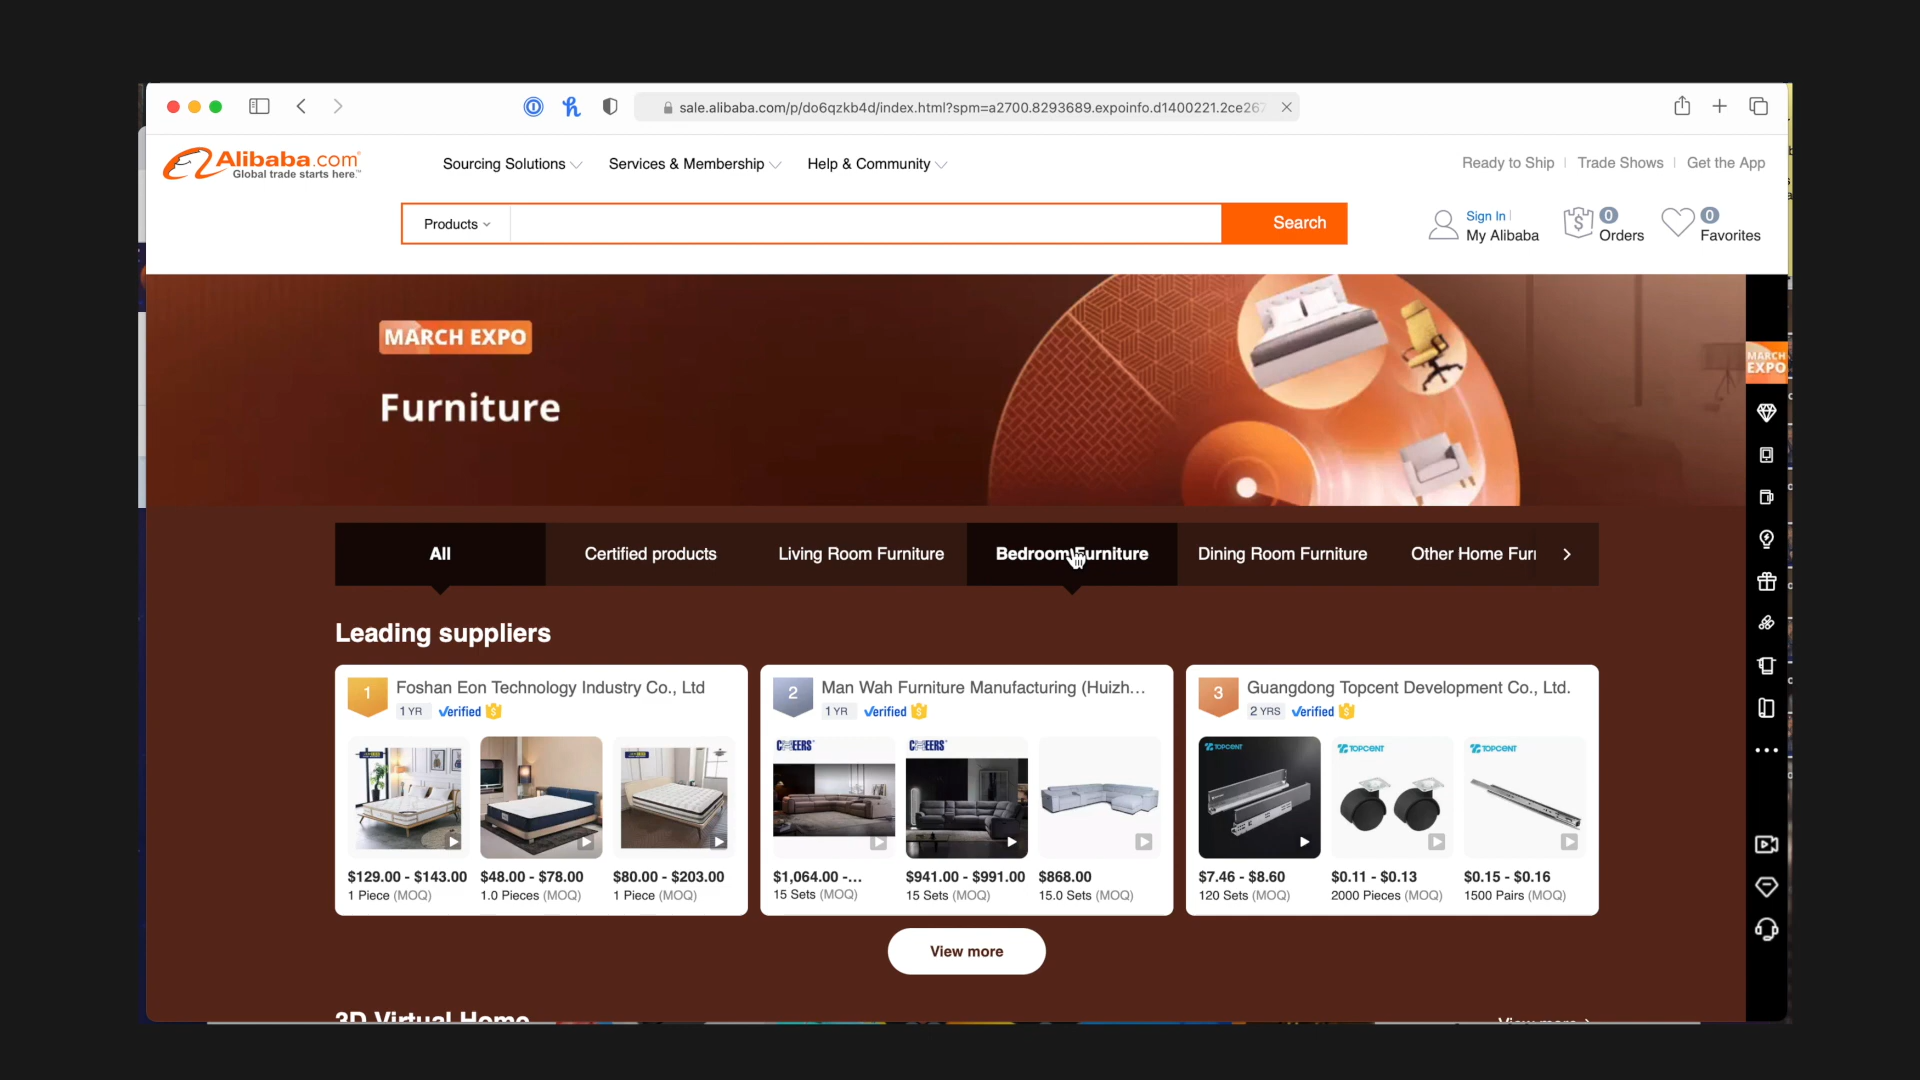 sale.alibaba.com/p/do6qzkb4d/index.html?spm=a2700.8293689.expoinfo.d1400221.2ce267
Alibaba.com
Global trade starts here.™
Sourcing Solutions
Services & Membership
Help & Community
Ready to Ship
Trade Shows
Get the App
Products
Search
Sign In
My Alibaba
0
Orders
0
Favorites
MARCH EXPO
Furniture
MARCH
EXPO
All
Certified products
Living Room Furniture
Bedroom Furniture
Dining Room Furniture
Other Home Furn
Leading suppliers
1
Foshan Eon Technology Industry Co., Ltd
1 YR Verified
$129.00 - $143.00
1 Piece (MOQ)
$48.00 - $78.00
1.0 Pieces (MOQ)
$80.00 - $203.00
1 Piece (MOQ)
2
Man Wah Furniture Manufacturing (Huizh...
1 YR Verified
CHEERS
CHEERS
$1,064.00 -...
15 Sets (MOQ)
$941.00 - $991.00
15 Sets (MOQ)
$868.00
15.0 Sets (MOQ)
3
Guangdong Topcent Development Co., Ltd.
2 YRS Verified
TOPCENT
TOPCENT
TOPCENT
$7.46 - $8.60
120 Sets (MOQ)
$0.11 - $0.13
2000 Pieces (MOQ)
$0.15 - $0.16
1500 Pairs (MOQ)
View more
3D Virtual Home
View more